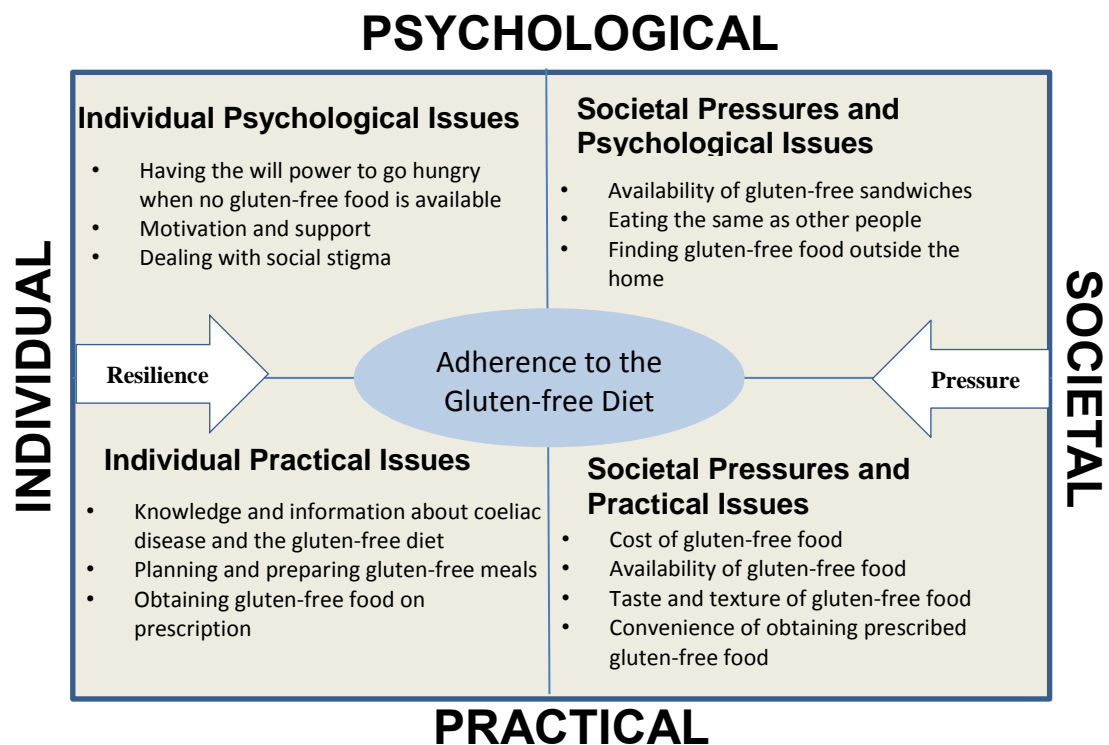 PSYCHOLOGICAL
INDIVIDUAL
Individual Psychological Issues
• Having the will power to go hungry
when no gluten-free food is available
• Motivation and support
• Dealing with social stigma
Societal Pressures and
Psychological Issues
• Availability of gluten-free sandwiches
• Eating the same as other people
• Finding gluten-free food outside the
home
SOCIETAL
Resilience
Adherence to the
Gluten-free Diet
Pressure
Individual Practical Issues
• Knowledge and information about coeliac
disease and the gluten-free diet
• Planning and preparing gluten-free meals
• Obtaining gluten-free food on
prescription
Societal Pressures and
Practical Issues
• Cost of gluten-free food
• Availability of gluten-free food
• Taste and texture of gluten-free food
• Convenience of obtaining prescribed
gluten-free food
PRACTICAL